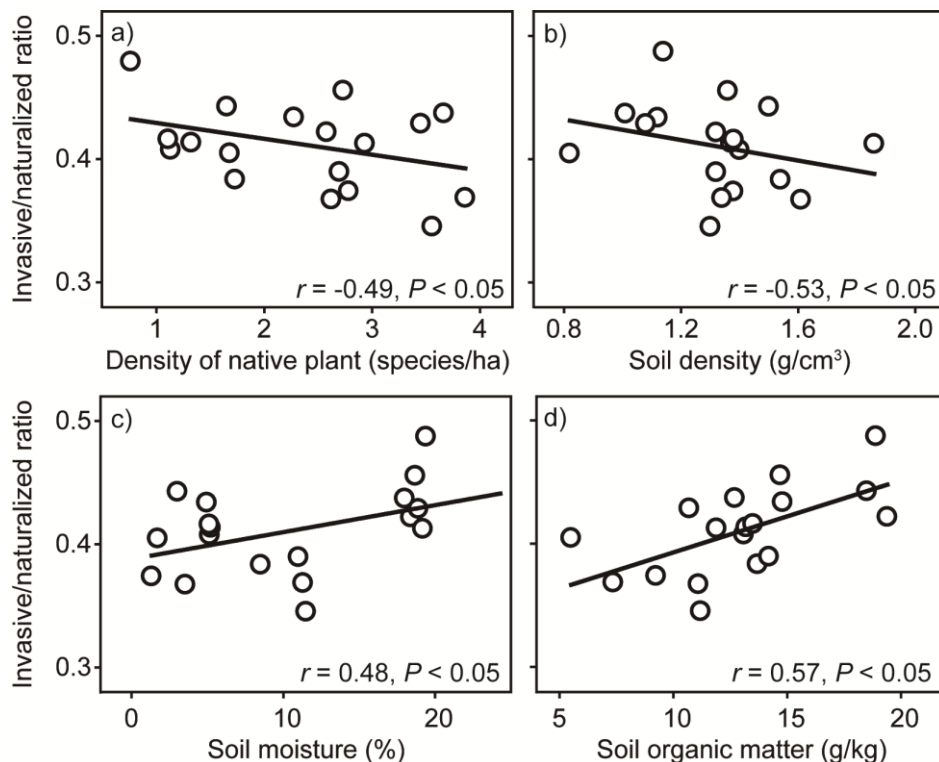 a)
b)
Invasive/naturalized ratio
0.5
0.4
0.3
r = -0.49, P < 0.05
r = -0.53, P < 0.05
1 2 3 4
0.8 1.2 1.6 2.0
Density of native plant (species/ha)
Soil density (g/cm³)
c)
d)
Invasive/naturalized ratio
0.5
0.4
0.3
r = 0.48, P < 0.05
r = 0.57, P < 0.05
0 10 20
5 10 15 20
Soil moisture (%)
Soil organic matter (g/kg)